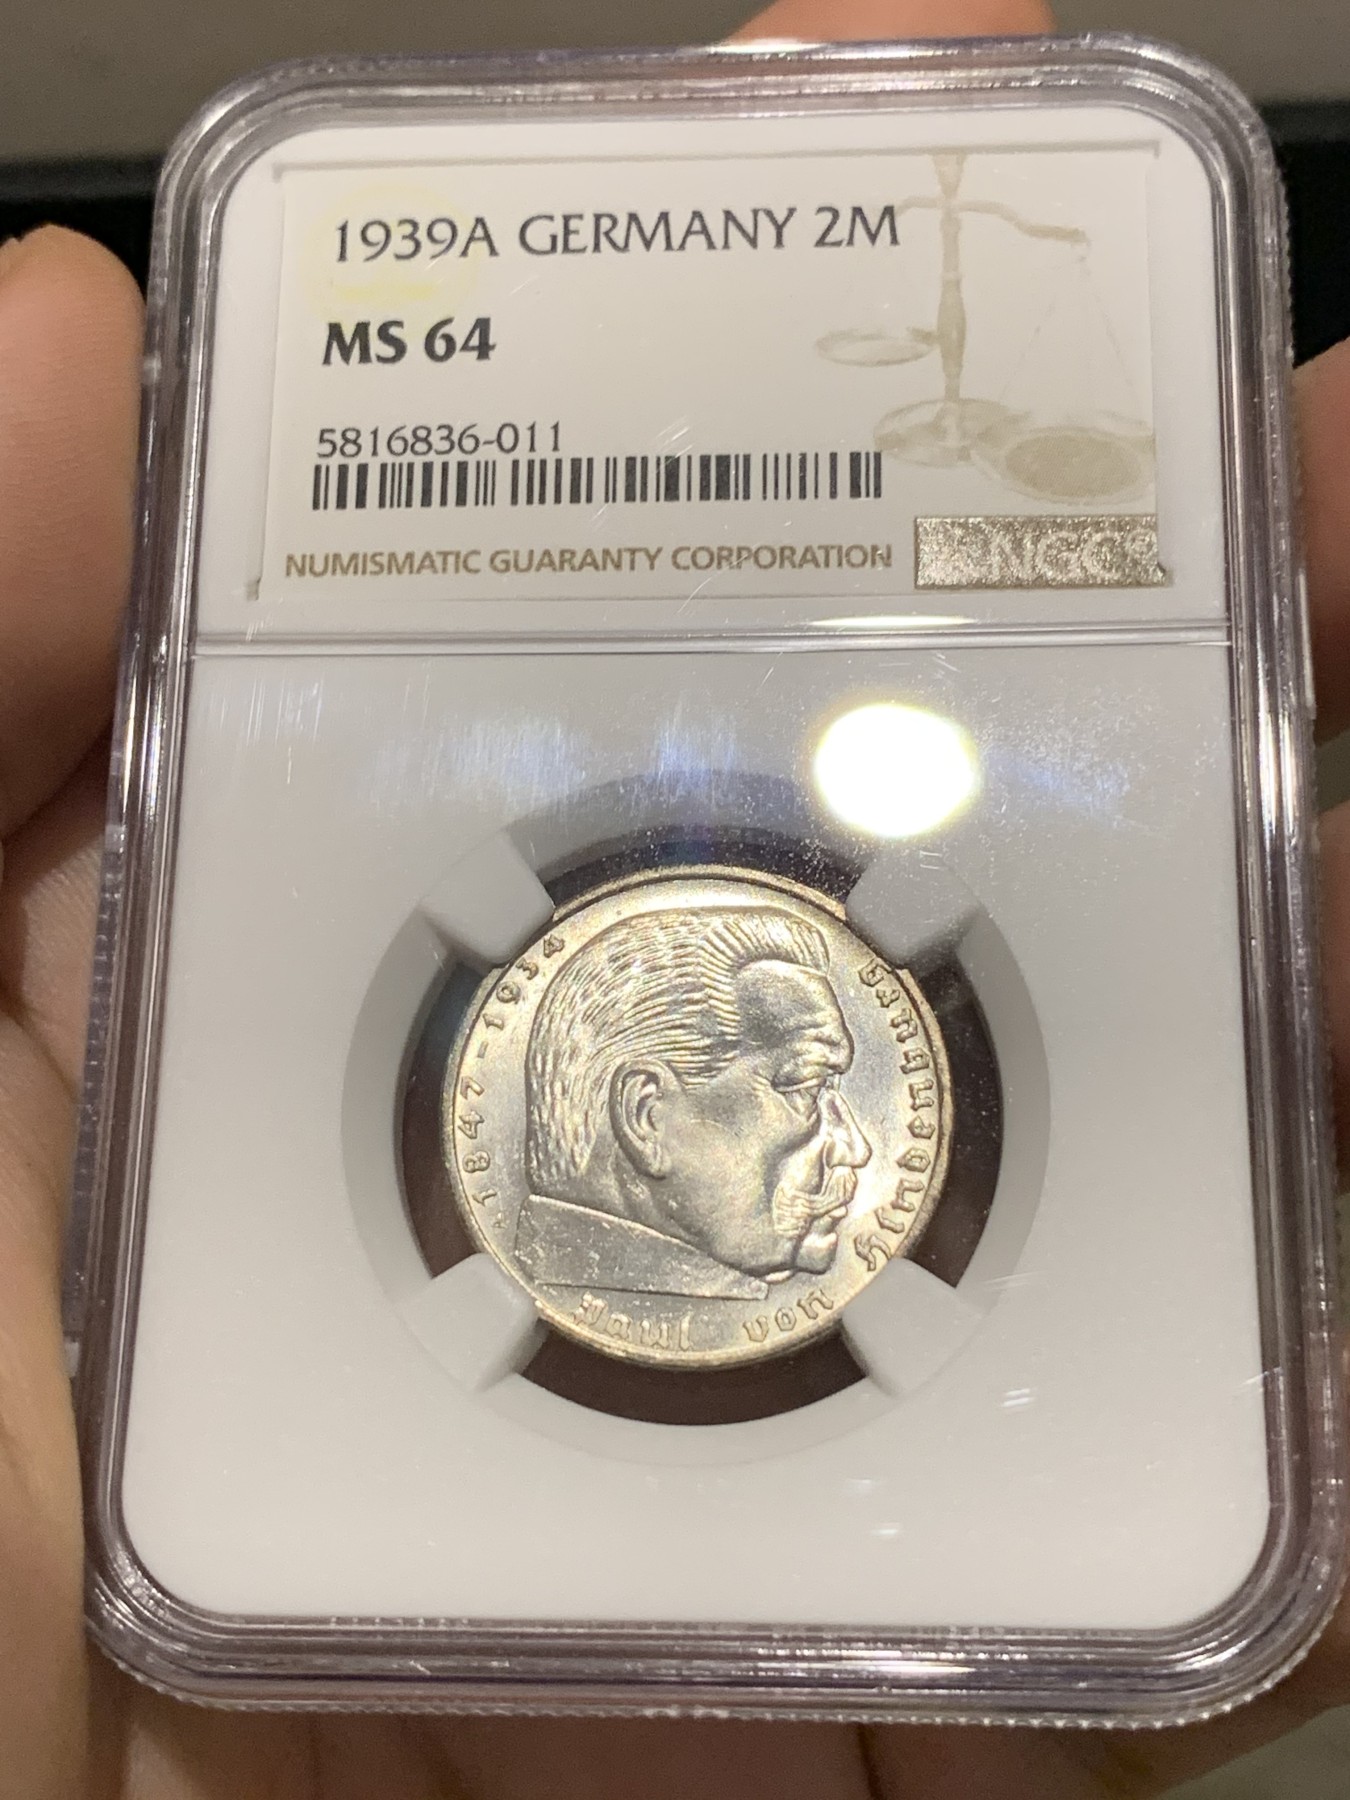 1939A GERMANY 2M
MS 64
5816836-011
NUMISMATIC GUARANTY CORPORATION
NGC®
A 1847-1934 Paul von Hindenburg